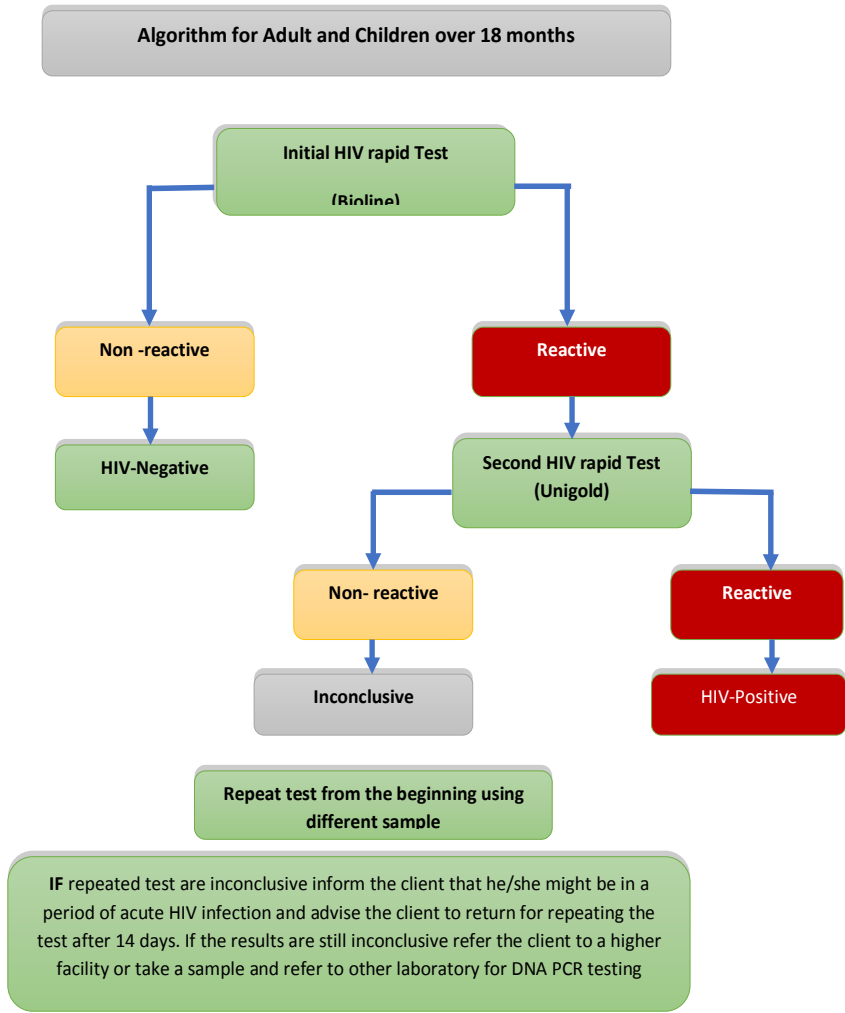 Algorithm for Adult and Children over 18 months
Initial HIV rapid Test
(Bioline)
Non -reactive
Reactive
HIV-Negative
Second HIV rapid Test
(Unigold)
Non- reactive
Reactive
Inconclusive
HIV-Positive
Repeat test from the beginning using
different sample
IF repeated test are inconclusive inform the client that he/she might be in a
period of acute HIV infection and advise the client to return for repeating the
test after 14 days. If the results are still inconclusive refer the client to a higher
facility or take a sample and refer to other laboratory for DNA PCR testing